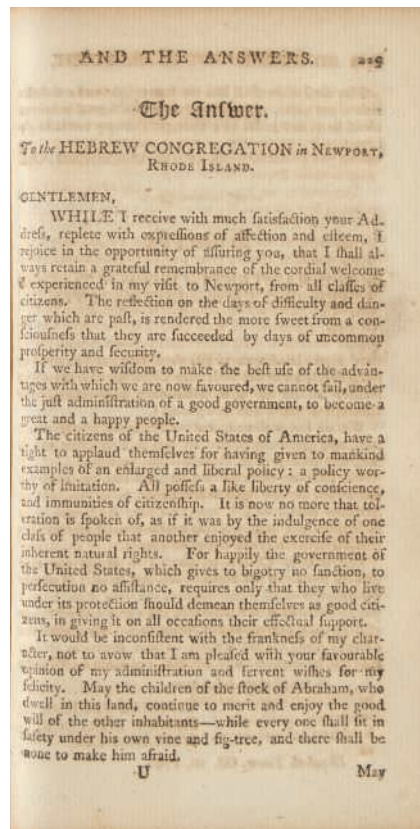 AND THE ANSWERS. 229
The Anſwer.
To the HEBREW CONGREGATION in NEWPORT,
RHODE ISLAND.
GENTLEMEN,
WHILE I receive with much ſatisfaction your Ad-
dreſs, replete with expreſſions of affection and eſteem, I
rejoice in the opportunity of aſſuring you, that I ſhall al-
ways retain a grateful remembrance of the cordial welcome
I experienced in my viſit to Newport, from all claſſes of
citizens. The reflection on the days of difficulty and dan-
ger which are paſt, is rendered the more ſweet from a con-
ſciouſneſs that they are ſucceeded by days of uncommon
proſperity and ſecurity.
If we have wiſdom to make the beſt uſe of the advan-
tages with which we are now favoured, we cannot fail, under
the juſt adminiſtration of a good government, to become a
great and a happy people.
The citizens of the United States of America, have a
right to applaud themſelves for having given to mankind
examples of an enlarged and liberal policy : a policy wor-
thy of imitation. All poſſeſs a like liberty of conſcience,
and immunities of citizenſhip. It is now no more that tol-
eration is ſpoken of, as if it was by the indulgence of one
claſs of people that another enjoyed the exerciſe of their
inherent natural rights. For happily the government of
the United States, which gives to bigotry no ſanction, to
perſecution no aſſiſtance, requires only that they who live
under its protection ſhould demean themſelves as good citi-
zens, in giving it on all occaſions their effectual ſupport.
It would be inconſiſtent with the frankneſs of my char-
acter, not to avow that I am pleaſed with your favourable
opinion of my adminiſtration and fervent wiſhes for my
felicity. May the children of the ſtock of Abraham, who
dwell in this land, continue to merit and enjoy the good
will of the other inhabitants—while every one ſhall ſit in
ſafety under his own vine and fig-tree, and there ſhall be
none to make him afraid.
U May